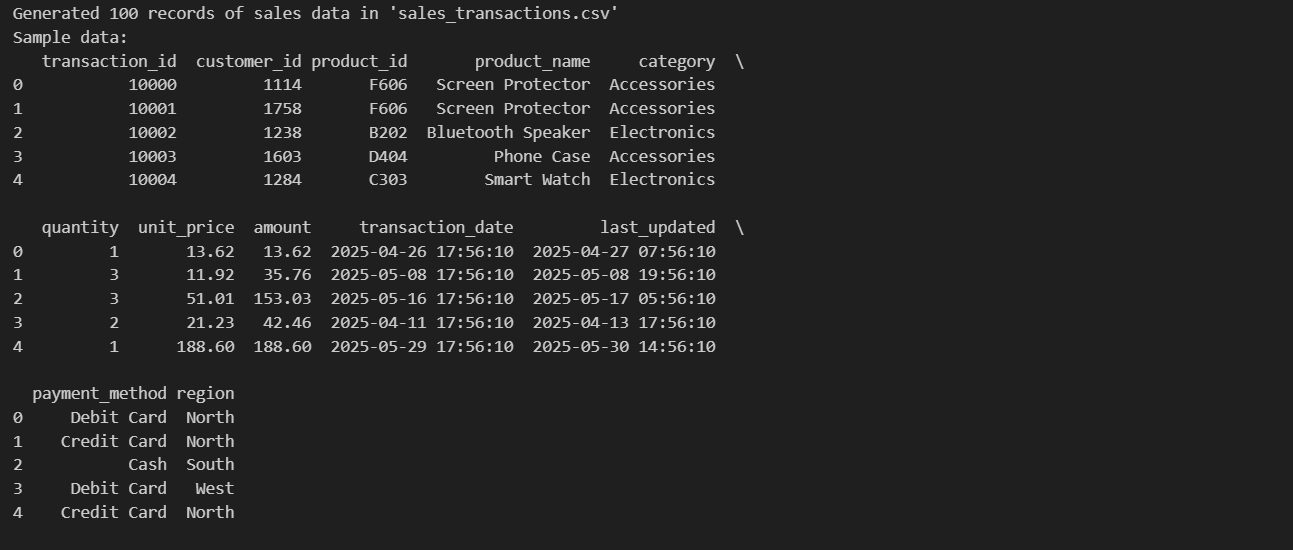 Generated 100 records of sales data in 'sales_transactions.csv'
Sample data:
   transaction_id  customer_id product_id       product_name     category  \
0           10000         1114       F606   Screen Protector  Accessories
1           10001         1758       F606   Screen Protector  Accessories
2           10002         1238       B202  Bluetooth Speaker  Electronics
3           10003         1603       D404         Phone Case  Accessories
4           10004         1284       C303        Smart Watch  Electronics

   quantity  unit_price  amount     transaction_date         last_updated  \
0         1       13.62   13.62  2025-04-26 17:56:10  2025-04-27 07:56:10
1         3       11.92   35.76  2025-05-08 17:56:10  2025-05-08 19:56:10
2         3       51.01  153.03  2025-05-16 17:56:10  2025-05-17 05:56:10
3         2       21.23   42.46  2025-04-11 17:56:10  2025-04-13 17:56:10
4         1      188.60  188.60  2025-05-29 17:56:10  2025-05-30 14:56:10

  payment_method region
0     Debit Card  North
1    Credit Card  North
2           Cash  South
3     Debit Card   West
4    Credit Card  North